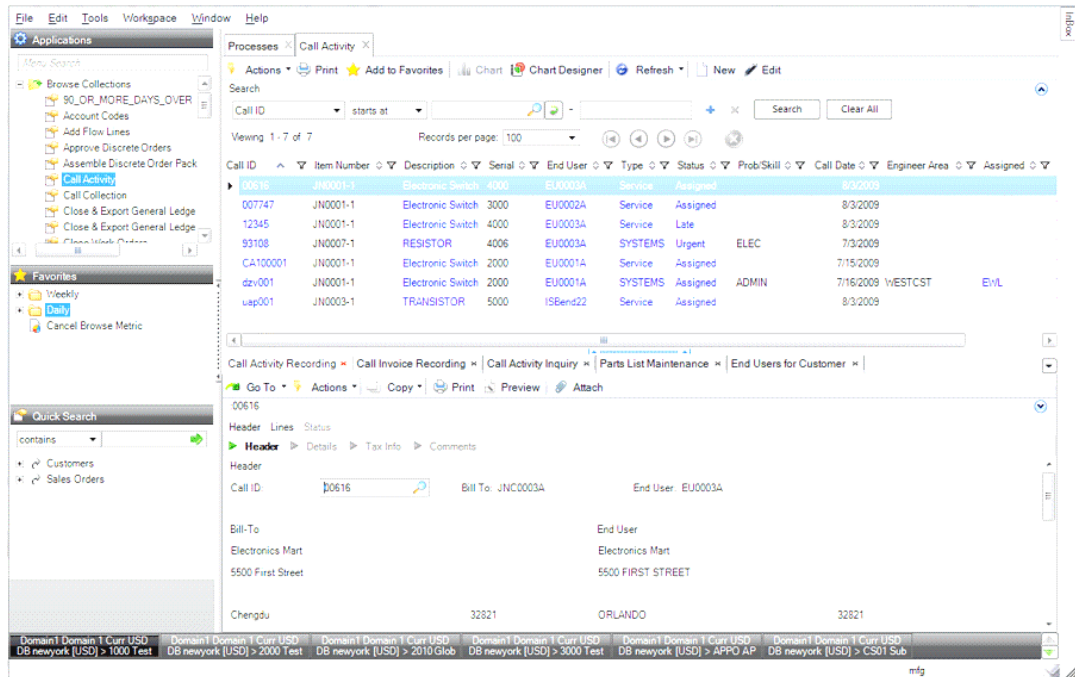 File Edit Tools Workspace Window Help
InBox
Applications
Menu Search
Browse Collections
90_OR_MORE_DAYS_OVER
Account Codes
Add Flow Lines
Approve Discrete Orders
Assemble Discrete Order Pack
Call Activity
Call Collection
Close & Export General Ledge
Close & Export General Ledge
Close Work Orders
Favorites
Weekly
Daily
Cancel Browse Metric
Quick Search
contains
Customers
Sales Orders
Processes Call Activity
Actions Print Add to Favorites Chart Chart Designer Refresh New Edit
Search
Call ID starts at - Search Clear All
Viewing 1 - 7 of 7 Records per page: 100
Call ID Item Number Description Serial End User Type Status Prob/Skill Call Date Engineer Area Assigned
00616 JN0001-1 Electronic Switch 4000 EU0003A Service Assigned 8/3/2009
007747 JN0001-1 Electronic Switch 3000 EU0002A Service Assigned 8/3/2009
12345 JN0001-1 Electronic Switch 4000 EU0003A Service Late 8/3/2009
93108 JN0007-1 RESISTOR 4006 EU0003A SYSTEMS Urgent ELEC 7/3/2009
CA100001 JN0001-1 Electronic Switch 2000 EU0001A Service Assigned 7/15/2009
dzv001 JN0001-1 Electronic Switch 2000 EU0001A SYSTEMS Assigned ADMIN 7/16/2009 WESTCST EWL
uap001 JN0003-1 TRANSISTOR 5000 ISBend22 Service Assigned 8/3/2009
Call Activity Recording Call Invoice Recording Call Activity Inquiry Parts List Maintenance End Users for Customer
Go To Actions Copy Print Preview Attach
00616
Header Lines Status
Header Details Tax Info Comments
Header
Call ID: 00616 Bill To: JNC0003A End User: EU0003A
Bill-To End User
Electronics Mart Electronics Mart
5500 First Street 5500 FIRST STREET
Chengdu 32821 ORLANDO 32821
Domain1 Domain 1 Curr USD Domain1 Domain 1 Curr USD Domain1 Domain 1 Curr USD Domain1 Domain 1 Curr USD Domain1 Domain 1 Curr USD Domain1 Domain 1 Curr USD
DB newyork [USD] > 1000 Test DB newyork [USD] > 2000 Test DB newyork [USD] > 2010 Glob DB newyork [USD] > 3000 Test DB newyork [USD] > APPO AP DB newyork [USD] > CS01 Sub
mfg